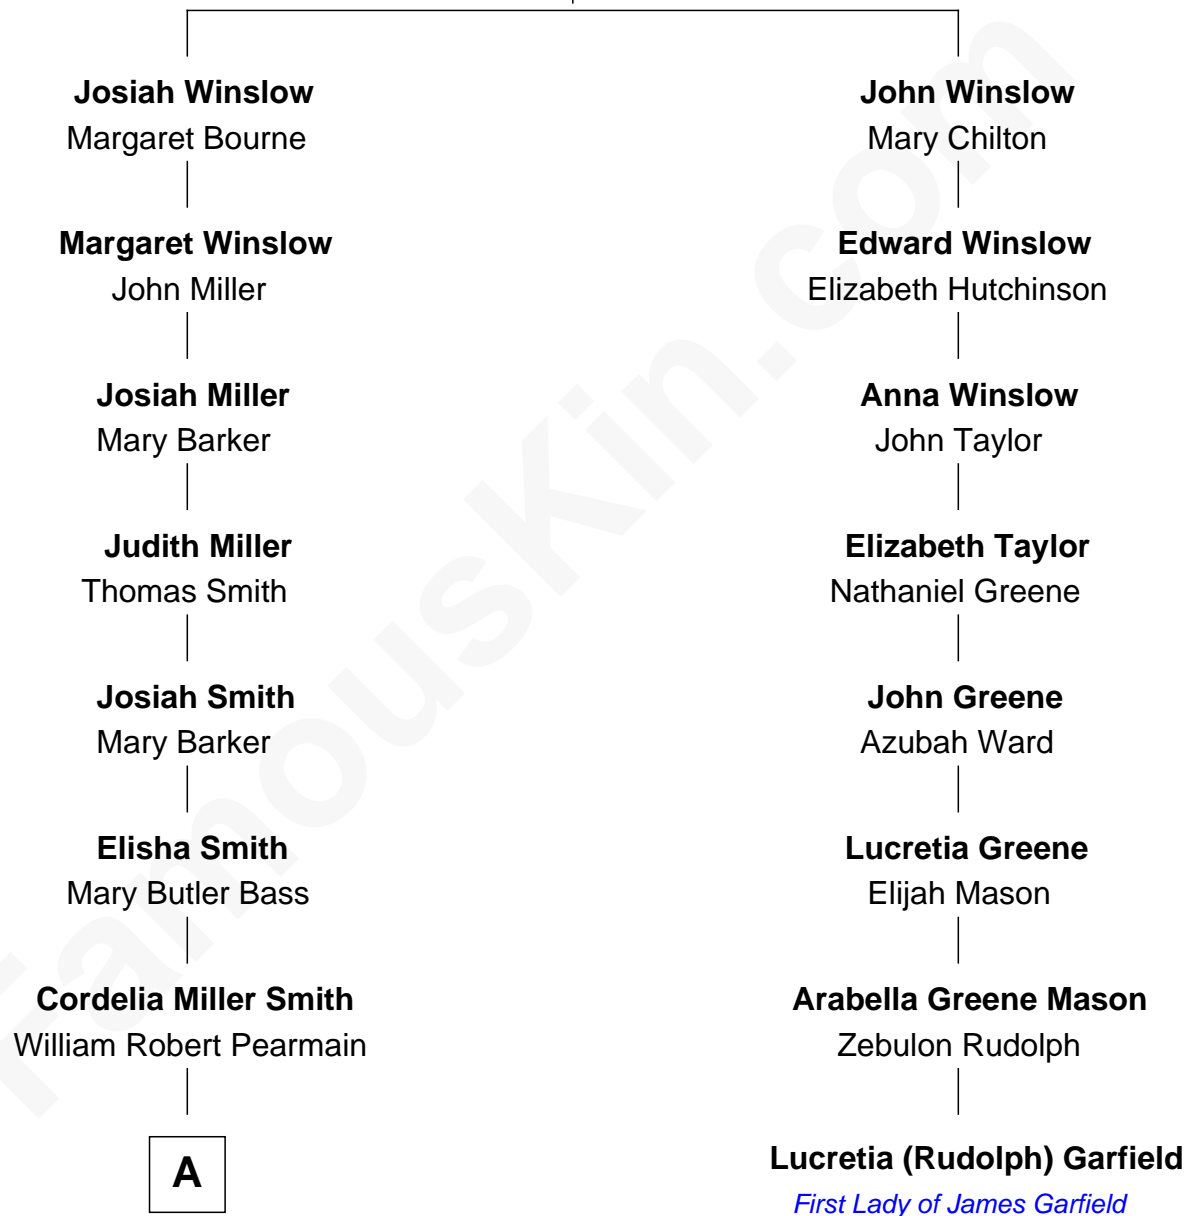 Josiah Winslow
Margaret Bourne
Margaret Winslow
John Miller
Josiah Miller
Mary Barker
Judith Miller
Thomas Smith
Josiah Smith
Mary Barker
Elisha Smith
Mary Butler Bass
Cordelia Miller Smith
William Robert Pearmain
A
John Winslow
Mary Chilton
Edward Winslow
Elizabeth Hutchinson
Anna Winslow
John Taylor
Elizabeth Taylor
Nathaniel Greene
John Greene
Azubah Ward
Lucretia Greene
Elijah Mason
Arabella Greene Mason
Zebulon Rudolph
Lucretia (Rudolph) Garfield
First Lady of James Garfield
FamousKin.com